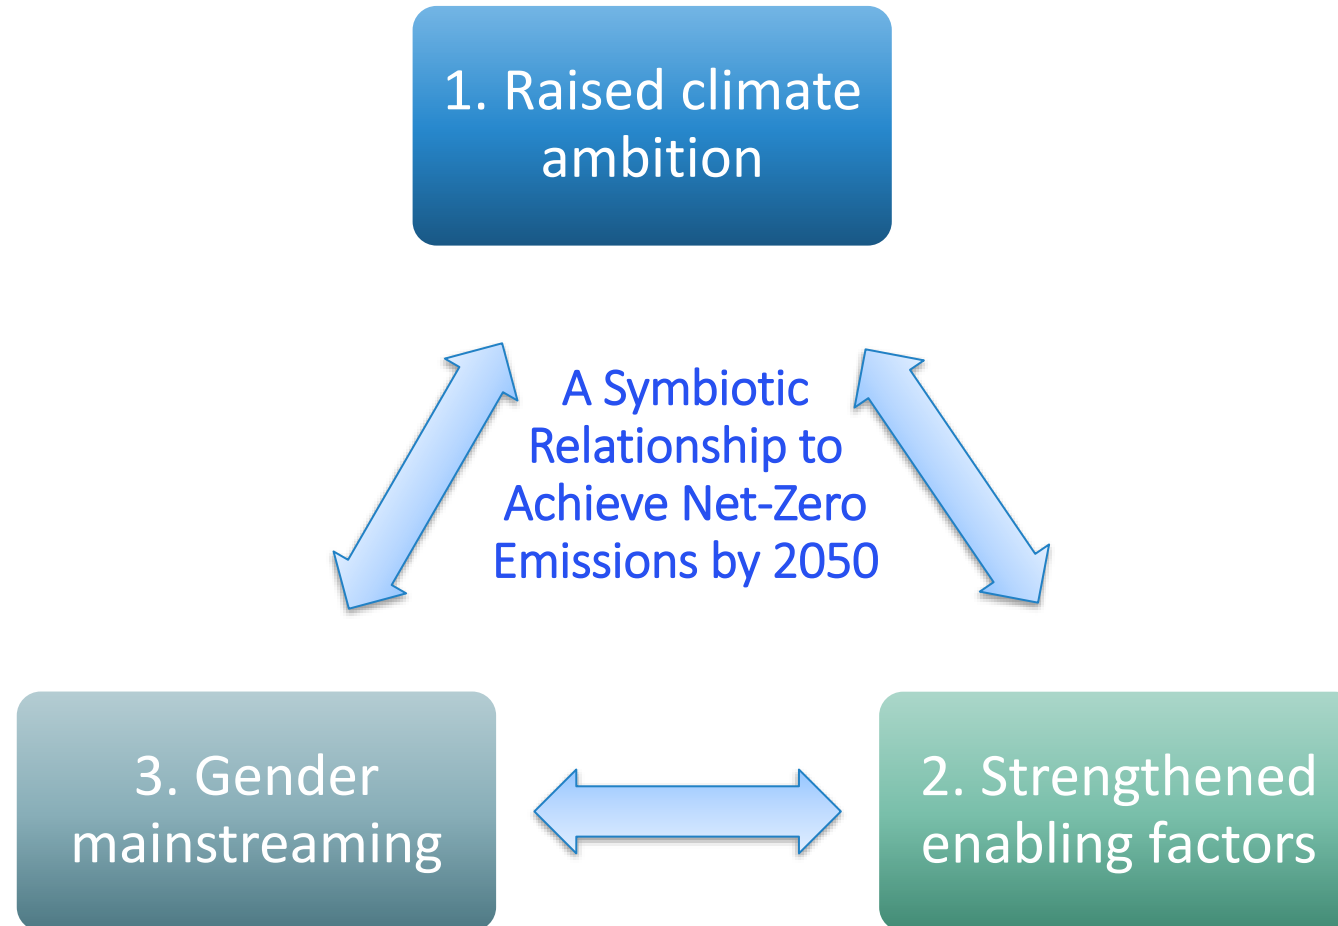 1. Raised climate
ambition
A Symbiotic
Relationship to
Achieve Net-Zero
Emissions by 2050
3. Gender
mainstreaming
2. Strengthened
enabling factors